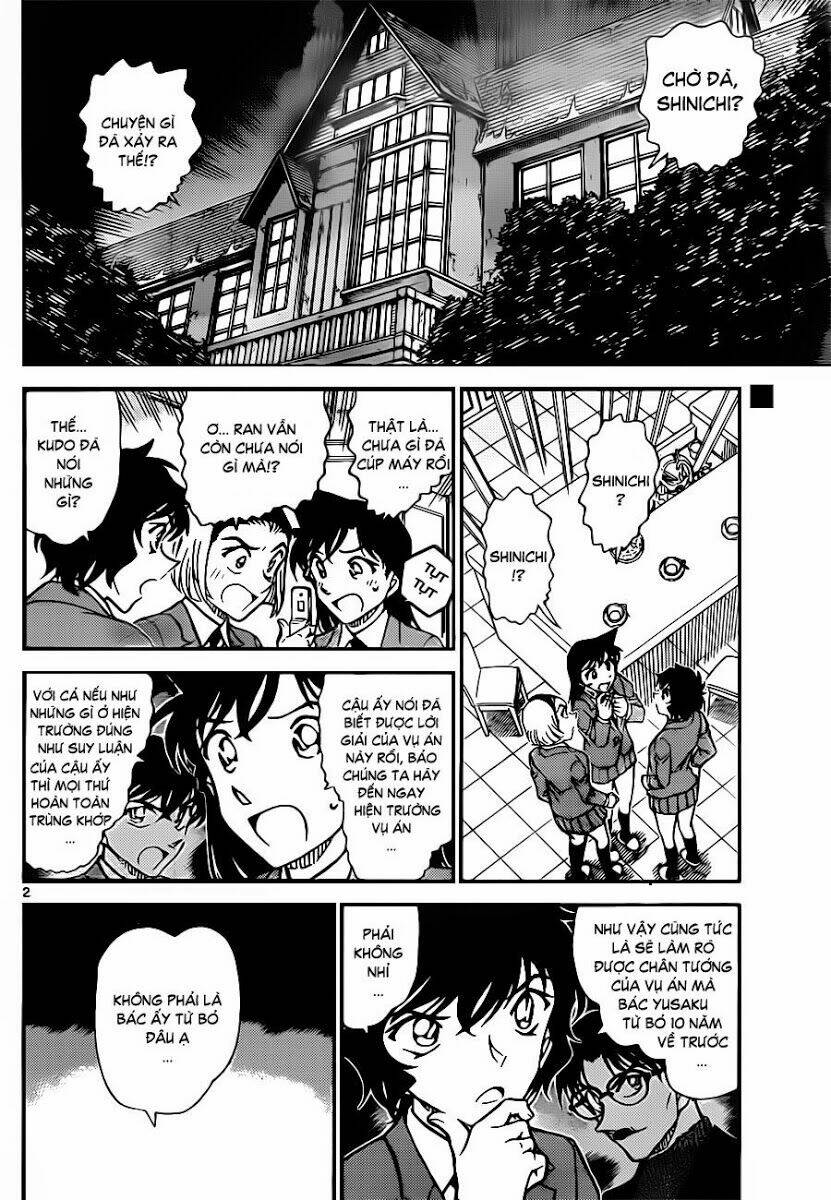 CHỜ ĐÃ,
SHINICHI?
CHUYỆN GÌ
ĐÃ XẢY RA
THẾ!?
SHINICHI
?
SHINICHI
!?
THẬT LÀ...
CHƯA GÌ ĐÃ
CÚP MÁY RỒI
...
Ơ... RAN VẪN
CÒN CHƯA NÓI
GÌ MÀ!?
THẾ...
KUDO ĐÃ
NÓI
NHỮNG
GÌ?
TỤT
TỤT
CẬU ẤY NÓI ĐÃ
BIẾT ĐƯỢC LỜI
GIẢI CỦA VỤ ÁN
NÀY RỒI, BẢO
CHÚNG TA HÃY
ĐẾN NGAY
HIỆN TRƯỜNG
VỤ ÁN
VỚI CẢ NẾU NHƯ
NHỮNG GÌ Ở HIỆN
TRƯỜNG ĐÚNG
NHƯ SUY LUẬN
CỦA CẬU ẤY
THÌ MỌI THỨ
HOÀN TOÀN
TRÙNG KHỚP
...
2
NHƯ VẬY CŨNG TỨC
LÀ SẼ LÀM RÕ
ĐƯỢC CHÂN TƯỚNG
CỦA VỤ ÁN MÀ
BÁC YUSAKU
TỪ BỎ 10 NĂM
VỀ TRƯỚC
...
PHẢI
KHÔNG
NHỈ
...
KHÔNG PHẢI LÀ
BÁC ẤY TỪ BỎ
ĐÂU Ạ
...